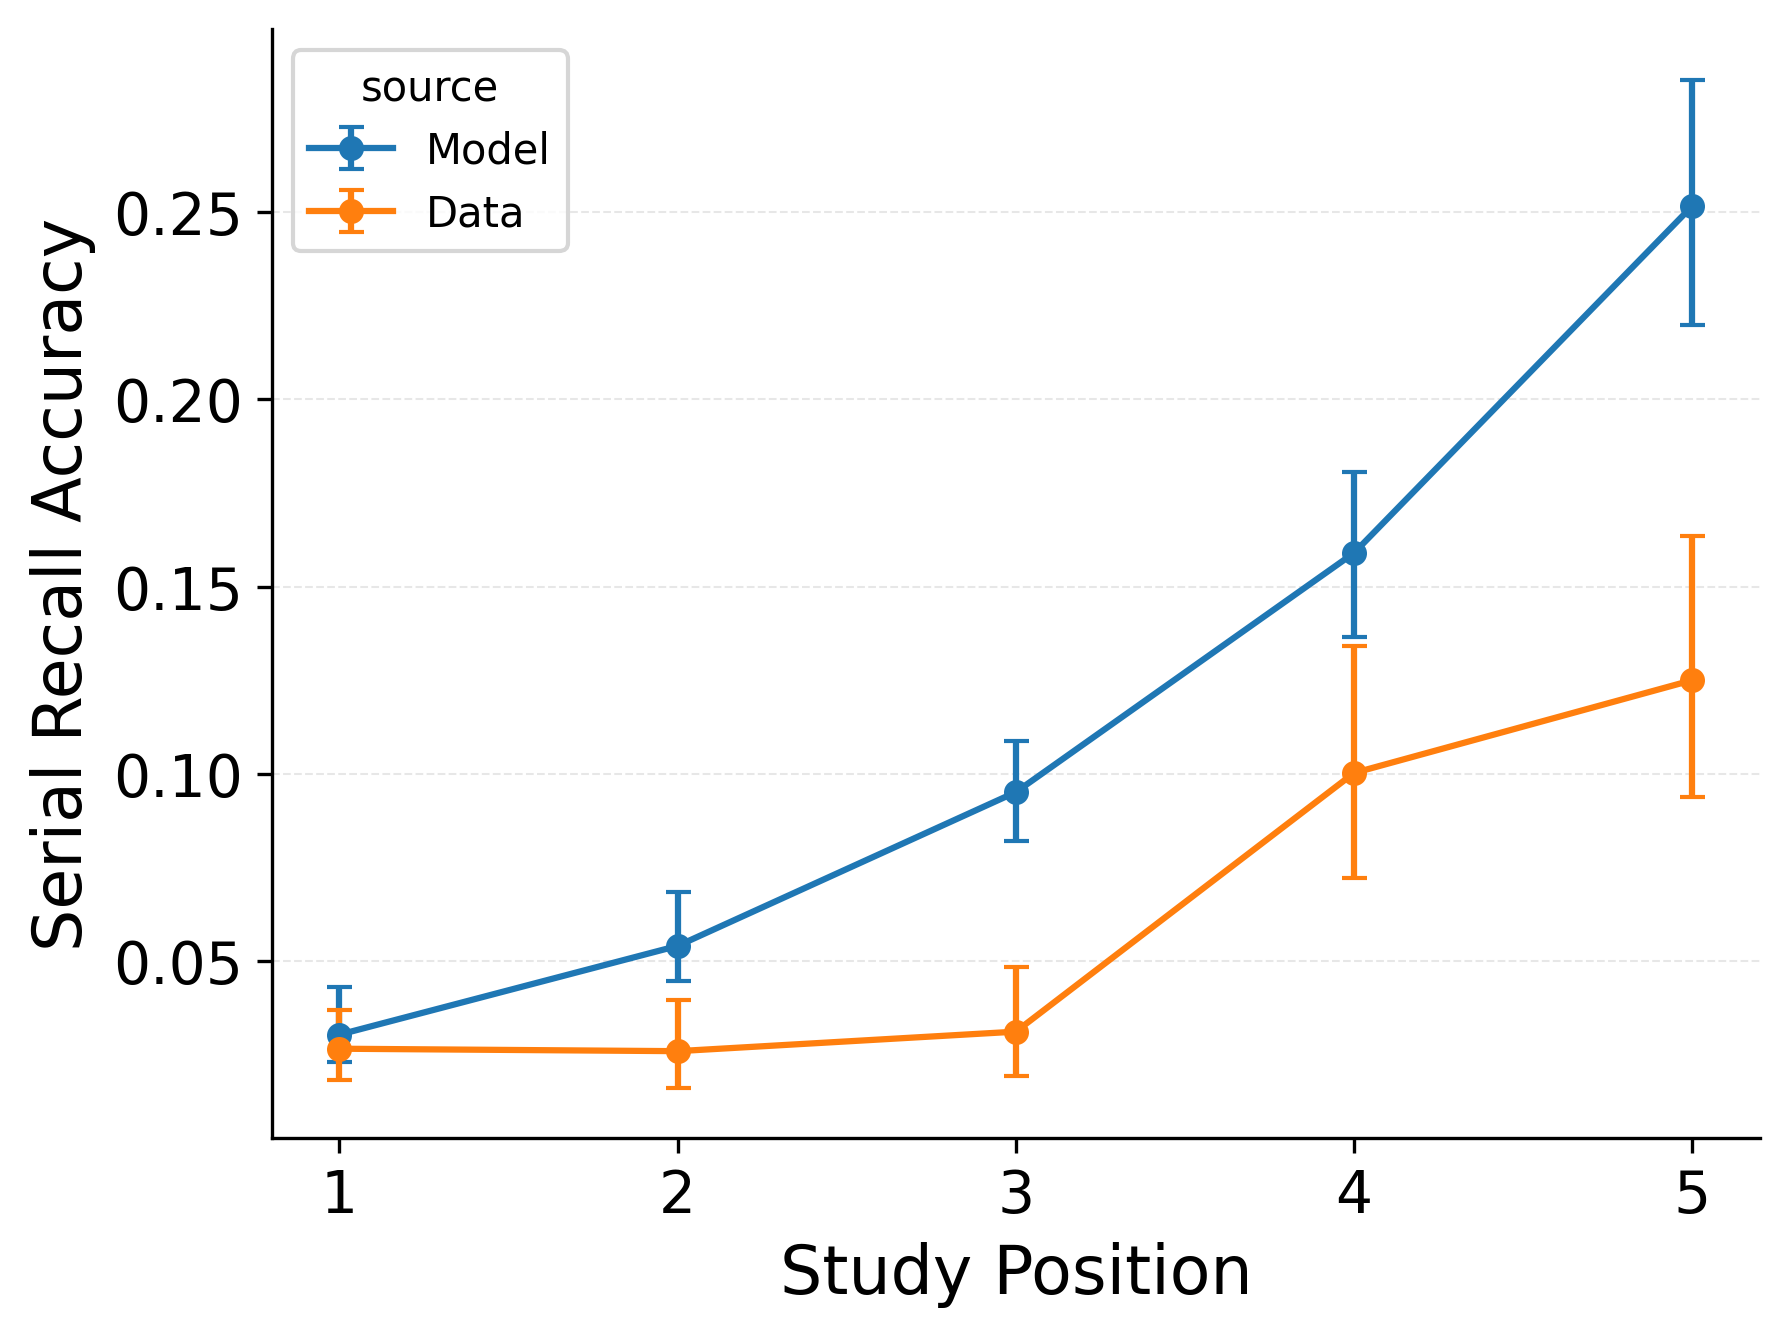 source
Model
Data
0.25
0.20
0.15
0.10
0.05
Serial Recall Accuracy
1 2 3 4 5
Study Position